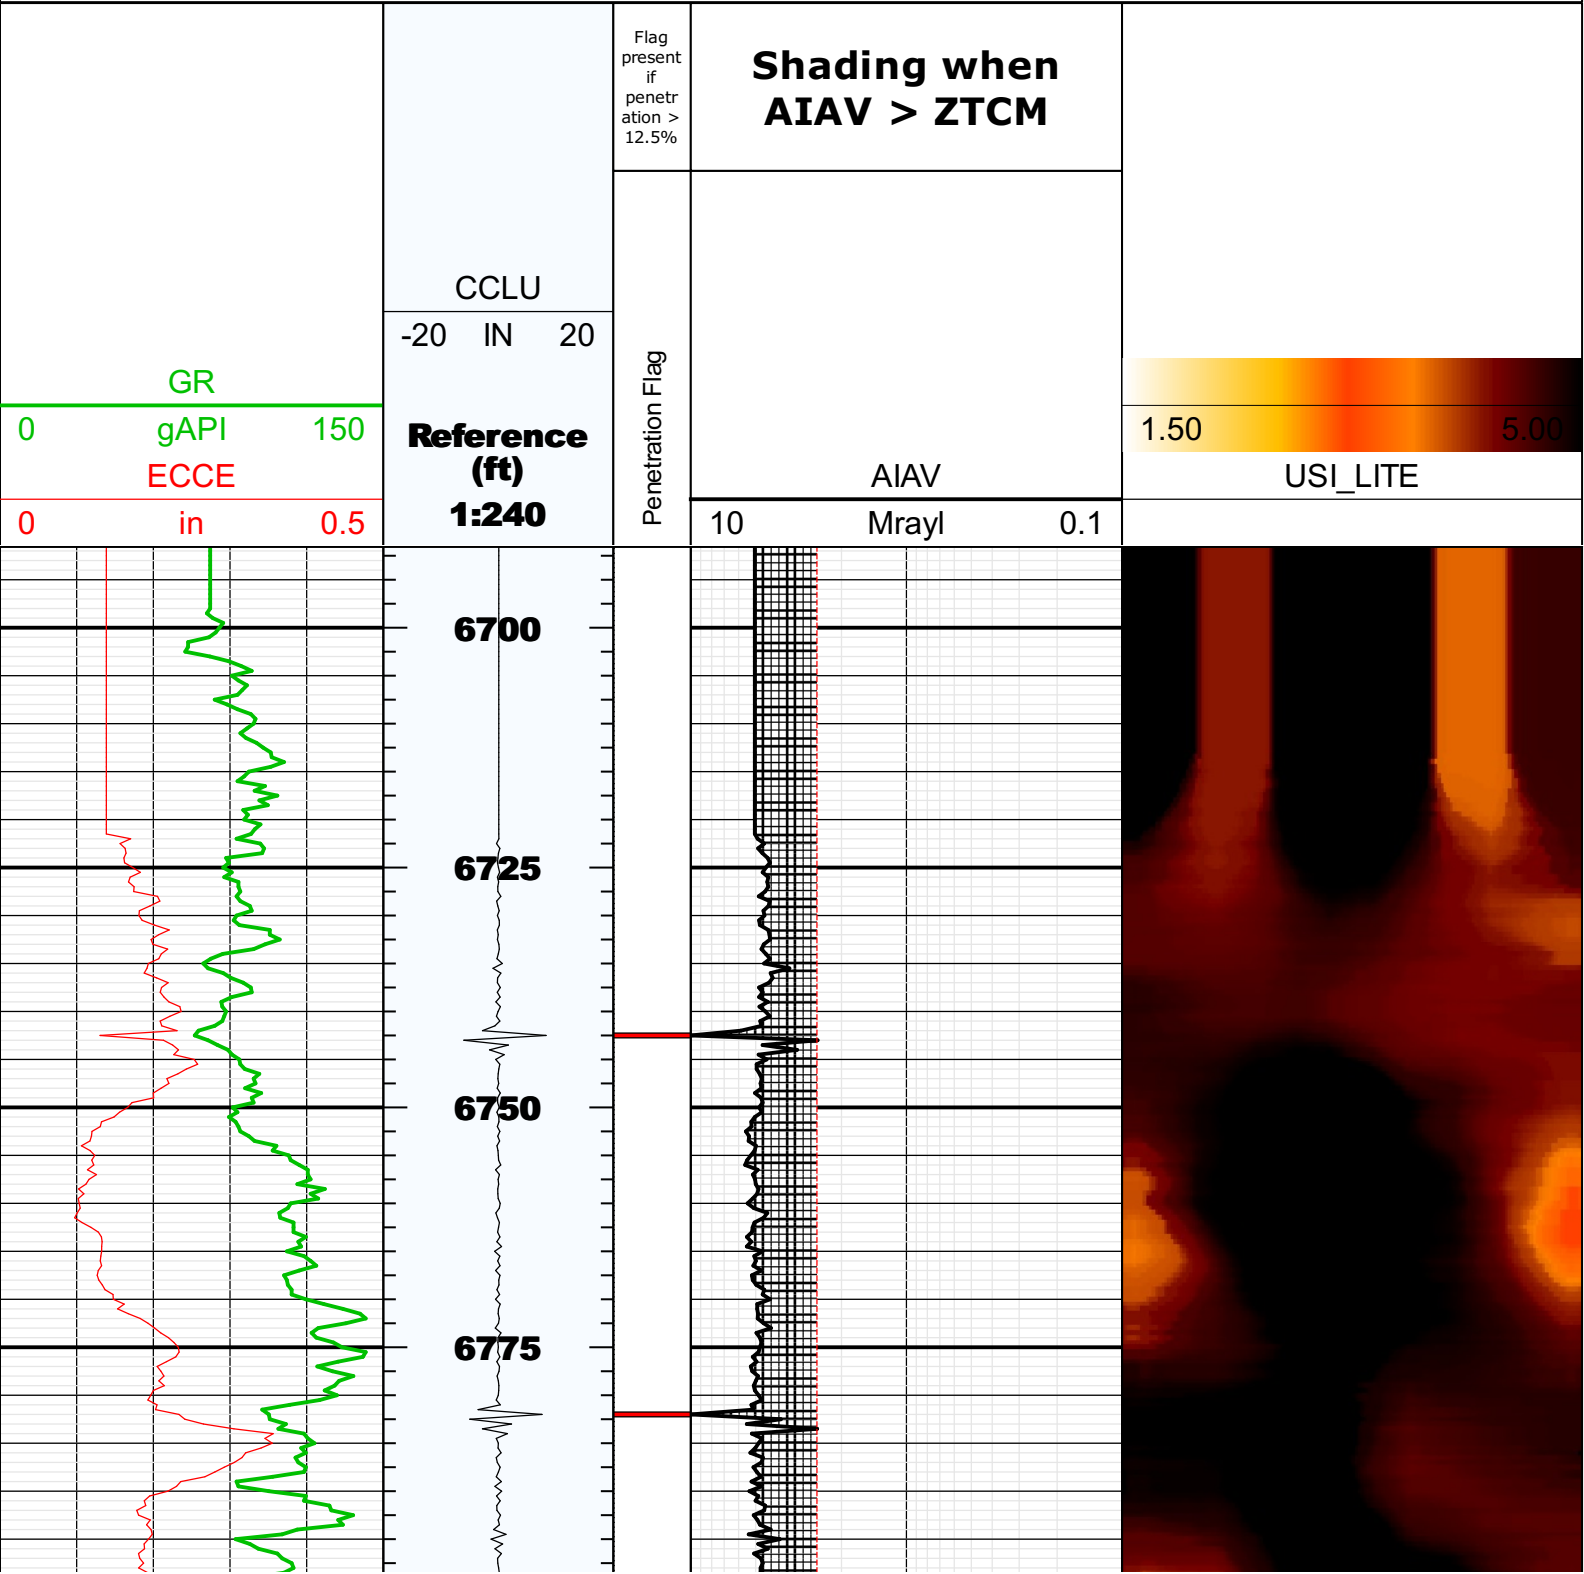 Flag
present
if
penetr
ation >
12.5%
Shading when
AIAV > ZTCM
CCLU
-20 IN 20
GR
0 gAPI 150
ECCE
0 in 0.5
Reference
(ft)
1:240
Penetration Flag
AIAV
10 Mrayl 0.1
1.50 5.00
USI_LITE
6700
6725
6750
6775